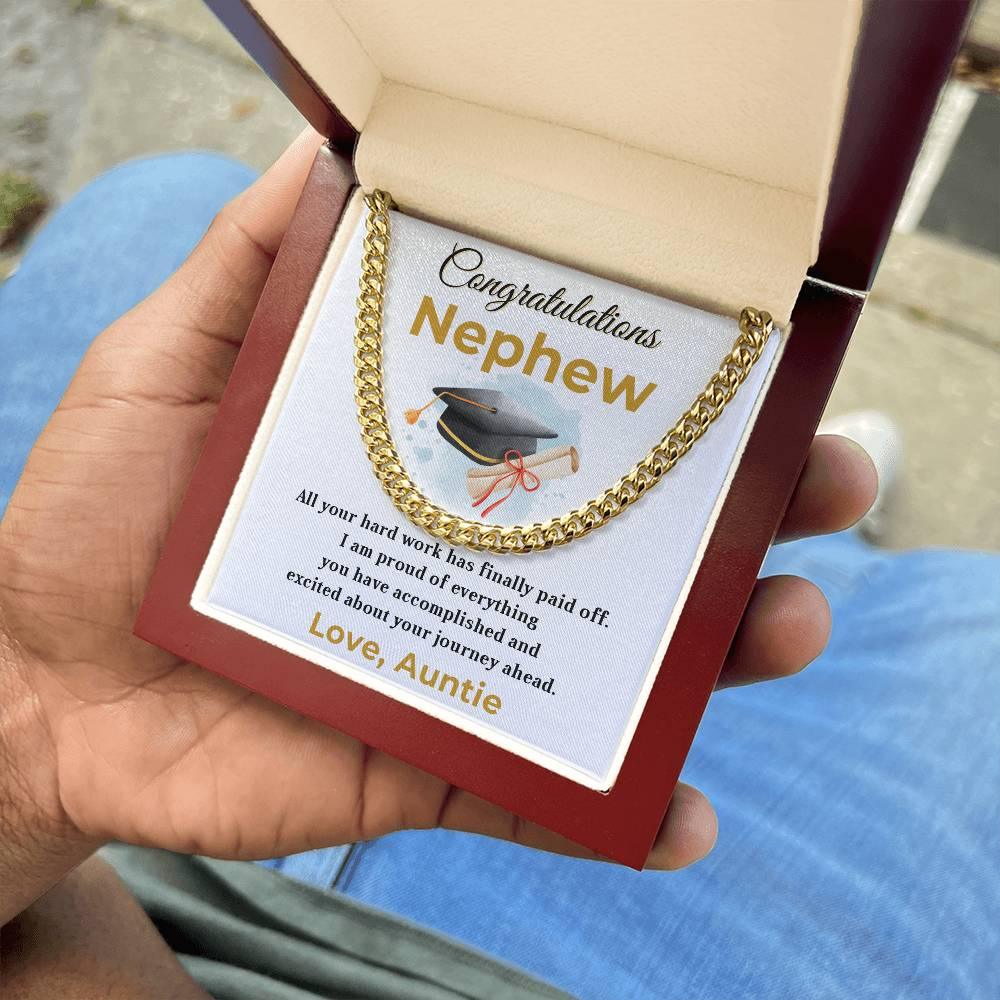 Congratulations
Nephew
All your hard work has finally paid off.
I am proud of everything
you have accomplished and
excited about your journey ahead.
Love, Auntie